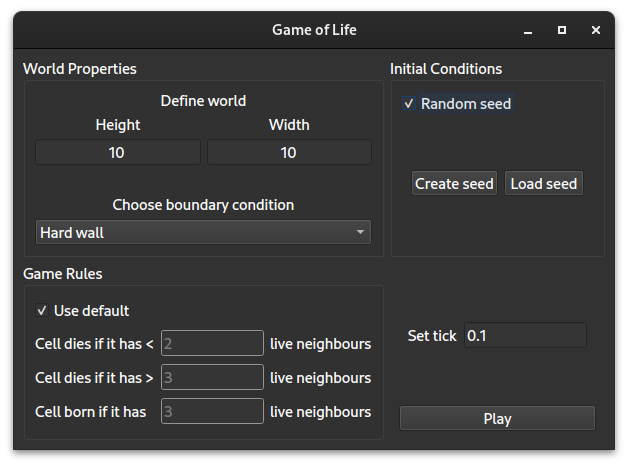 Game of Life
World Properties
Define world
Height Width
10 10
Choose boundary condition
Hard wall
Initial Conditions
Random seed
Create seed Load seed
Game Rules
Use default
Cell dies if it has < 2 live neighbours
Cell dies if it has > 3 live neighbours
Cell born if it has 3 live neighbours
Set tick 0.1
Play